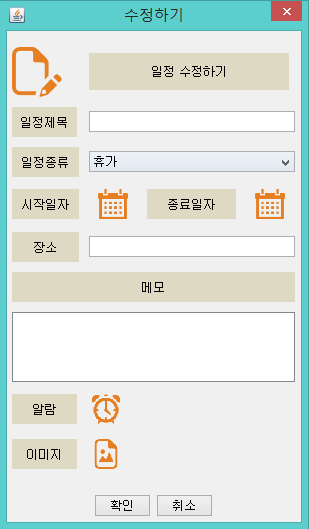 수정하기
일정 수정하기
일정제목
일정종류
휴가
시작일자 종료일자
장소
메모
알람
이미지
확인 취소